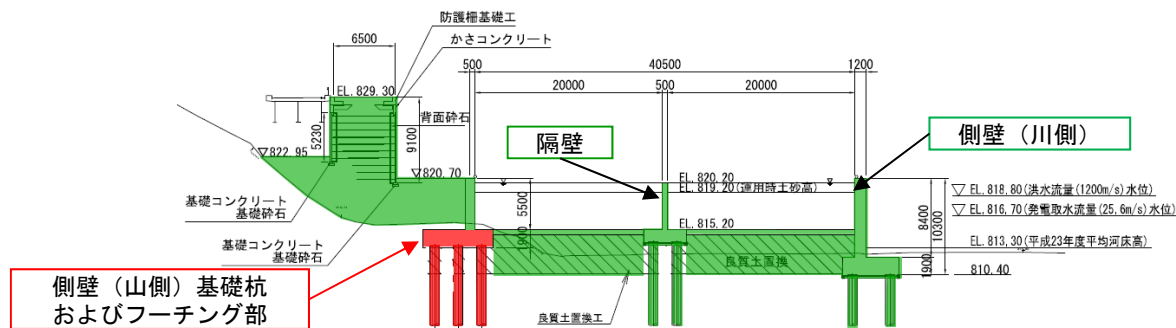 防護柵基礎工
かさコンクリート
6500
EL.829.30
背面砕石
5230
9100
▽822.95
▽820.70
基礎コンクリート
基礎砕石
基礎コンクリート
基礎砕石
500
40500
1200
20000
500
20000
隔壁
側壁（川側）
EL.820.20
EL.819.20(運用時土砂高)
5500
EL.815.20
1900
8400
10300
1900
▽ EL.818.80(洪水流量(1200m/s)水位)
▽ EL.816.70(発電取水流量(25.6m/s)水位)
EL.813.30(平成23年度平均河床高)
810.40
良質土置換
良質土置換工
側壁（山側）基礎杭
およびフーチング部